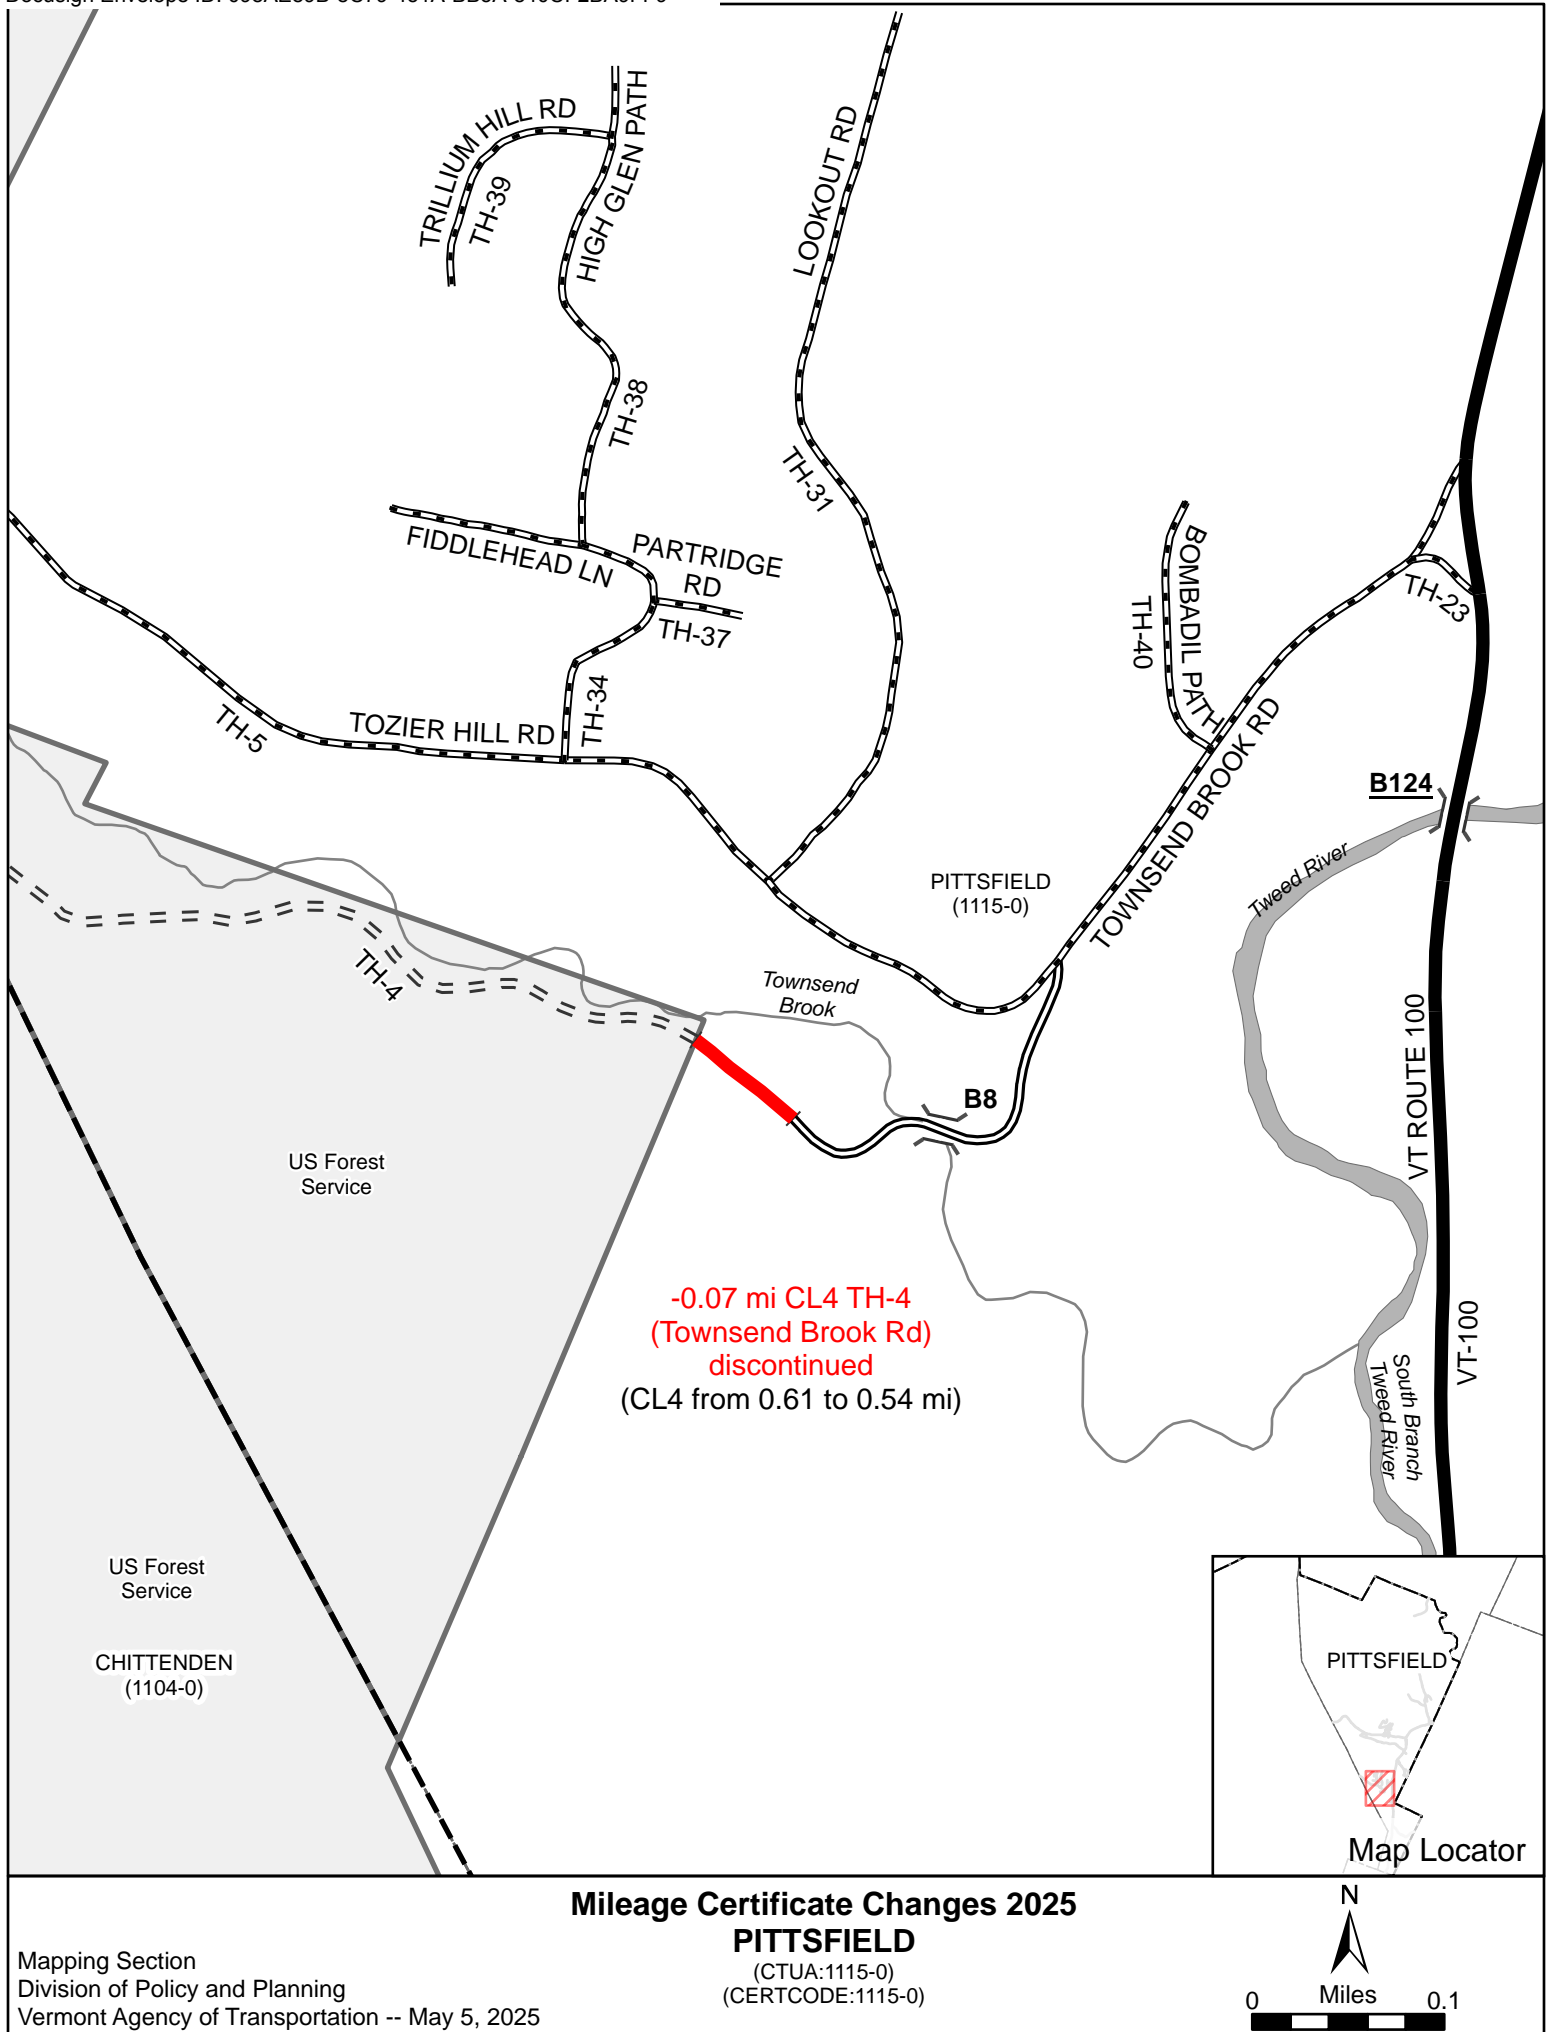 TRILLIUM HILL RD
TH-39
HIGH GLEN PATH
LOOKOUT RD
TH-38
TH-31
FIDDLEHEAD LN
PARTRIDGE
RD
TH-37
BOMBADIL PATH
TH-40
TH-23
TH-34
TOZIER HILL RD
TH-5
TOWNSEND BROOK RD
B124
Tweed River
PITTSFIELD
(1115-0)
TH-4
Townsend
Brook
B8
VT ROUTE 100
US Forest
Service
-0.07 mi CL4 TH-4
(Townsend Brook Rd)
discontinued
(CL4 from 0.61 to 0.54 mi)
VT-100
South Branch
Tweed River
US Forest
Service
CHITTENDEN
(1104-0)
PITTSFIELD
Map Locator
Mileage Certificate Changes 2025
PITTSFIELD
(CTUA:1115-0)
(CERTCODE:1115-0)
Mapping Section
Division of Policy and Planning
Vermont Agency of Transportation -- May 5, 2025
N
Miles
0 0.1